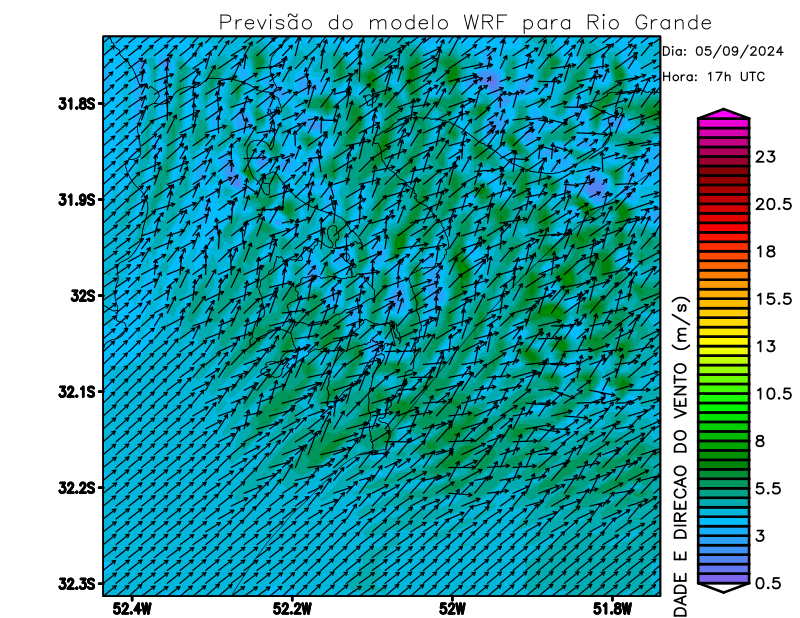 Previsão do modelo WRF para Rio Grande
Dia: 05/09/2024
Hora: 17h UTC
31.8S
31.9S
32S
32.1S
32.2S
32.3S
52.4W
52.2W
52W
51.8W
DADE E DIRECAO DO VENTO (m/s)
23
20.5
18
15.5
13
10.5
8
5.5
3
0.5